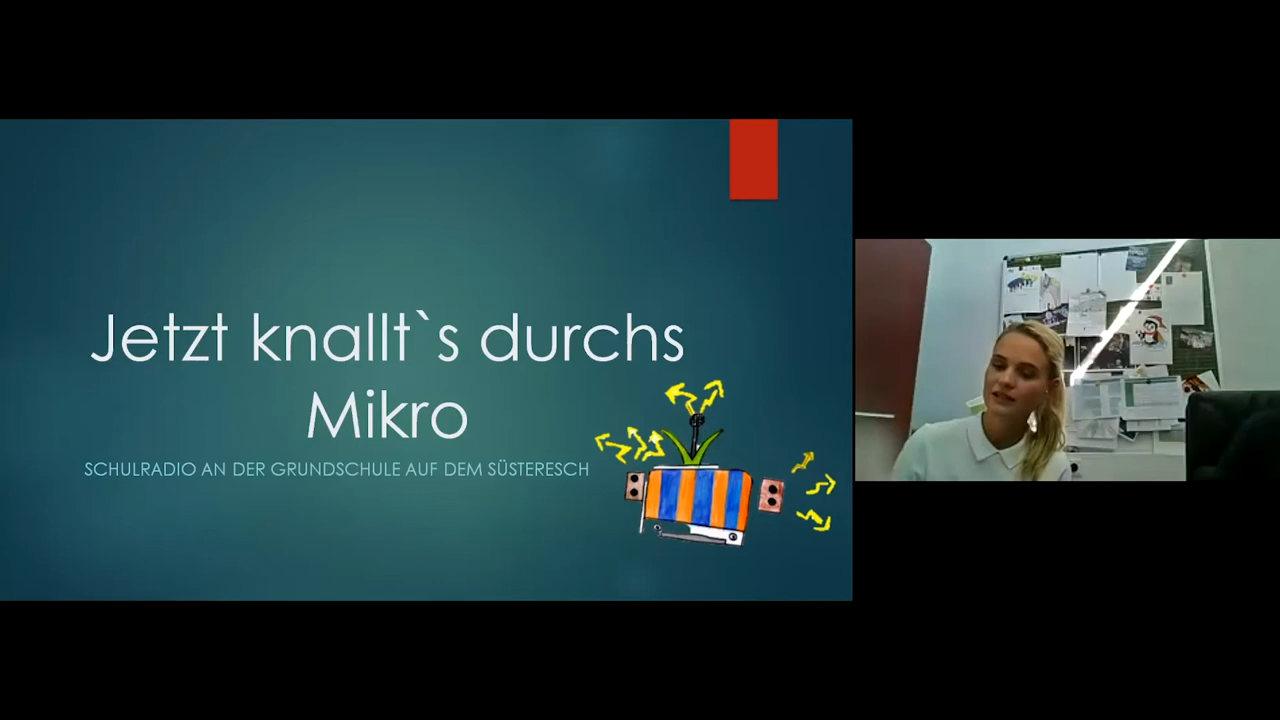 Jetzt knallt`s durchs
Mikro
SCHULRADIO AN DER GRUNDSCHULE AUF DEM SÜSTERESCH